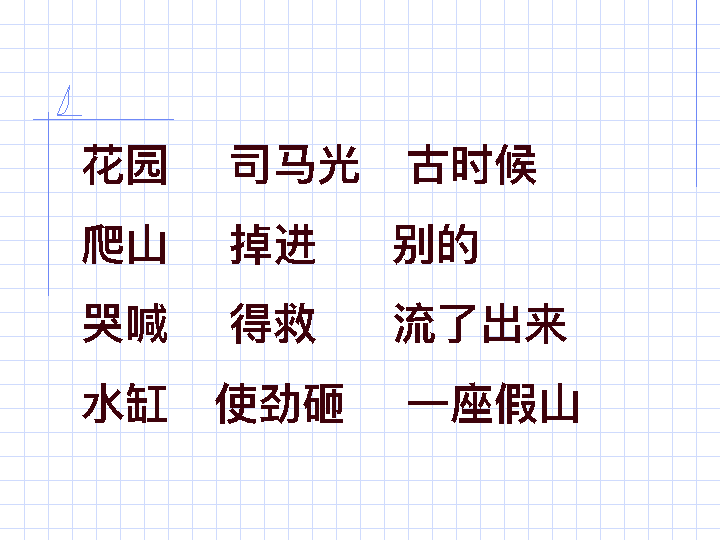 花园 司马光 古时候
爬山 掉进 别的
哭喊 得救 流了出来
水缸 使劲砸 一座假山